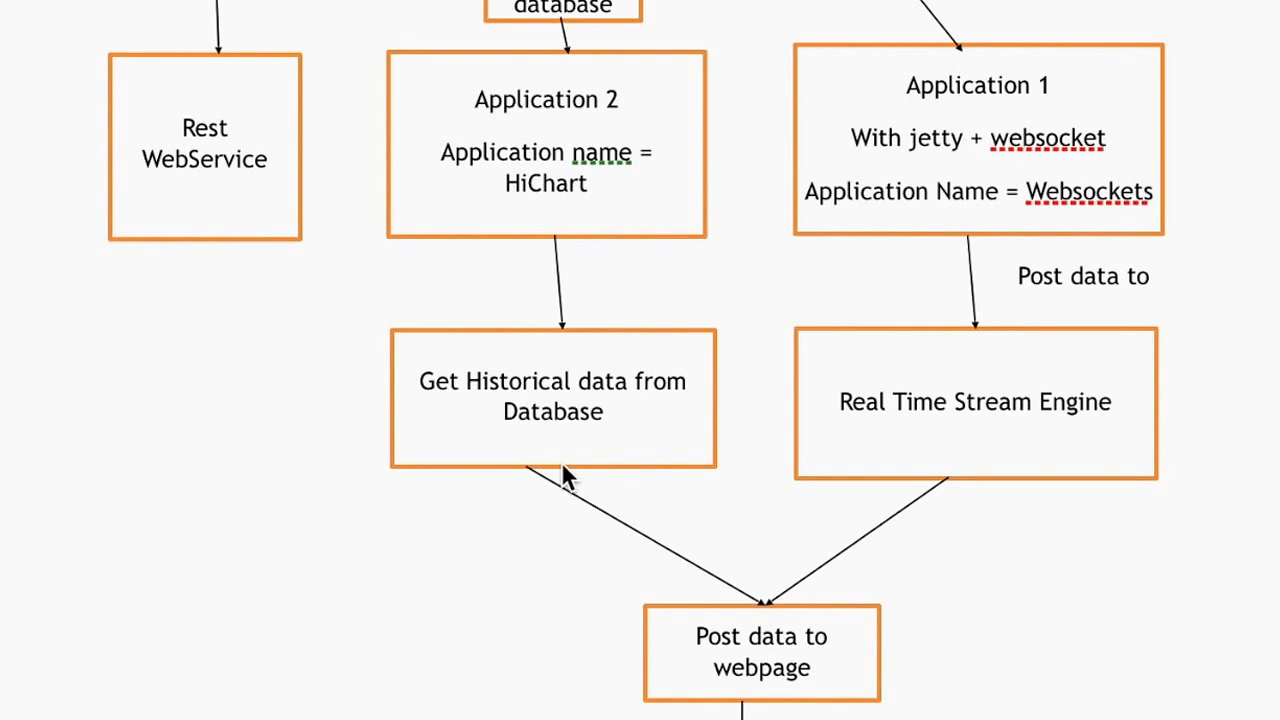 database
Rest
WebService
Application 2
Application name =
HiChart
Application 1
With jetty + websocket
Application Name = Websockets
Post data to
Get Historical data from
Database
Real Time Stream Engine
Post data to
webpage